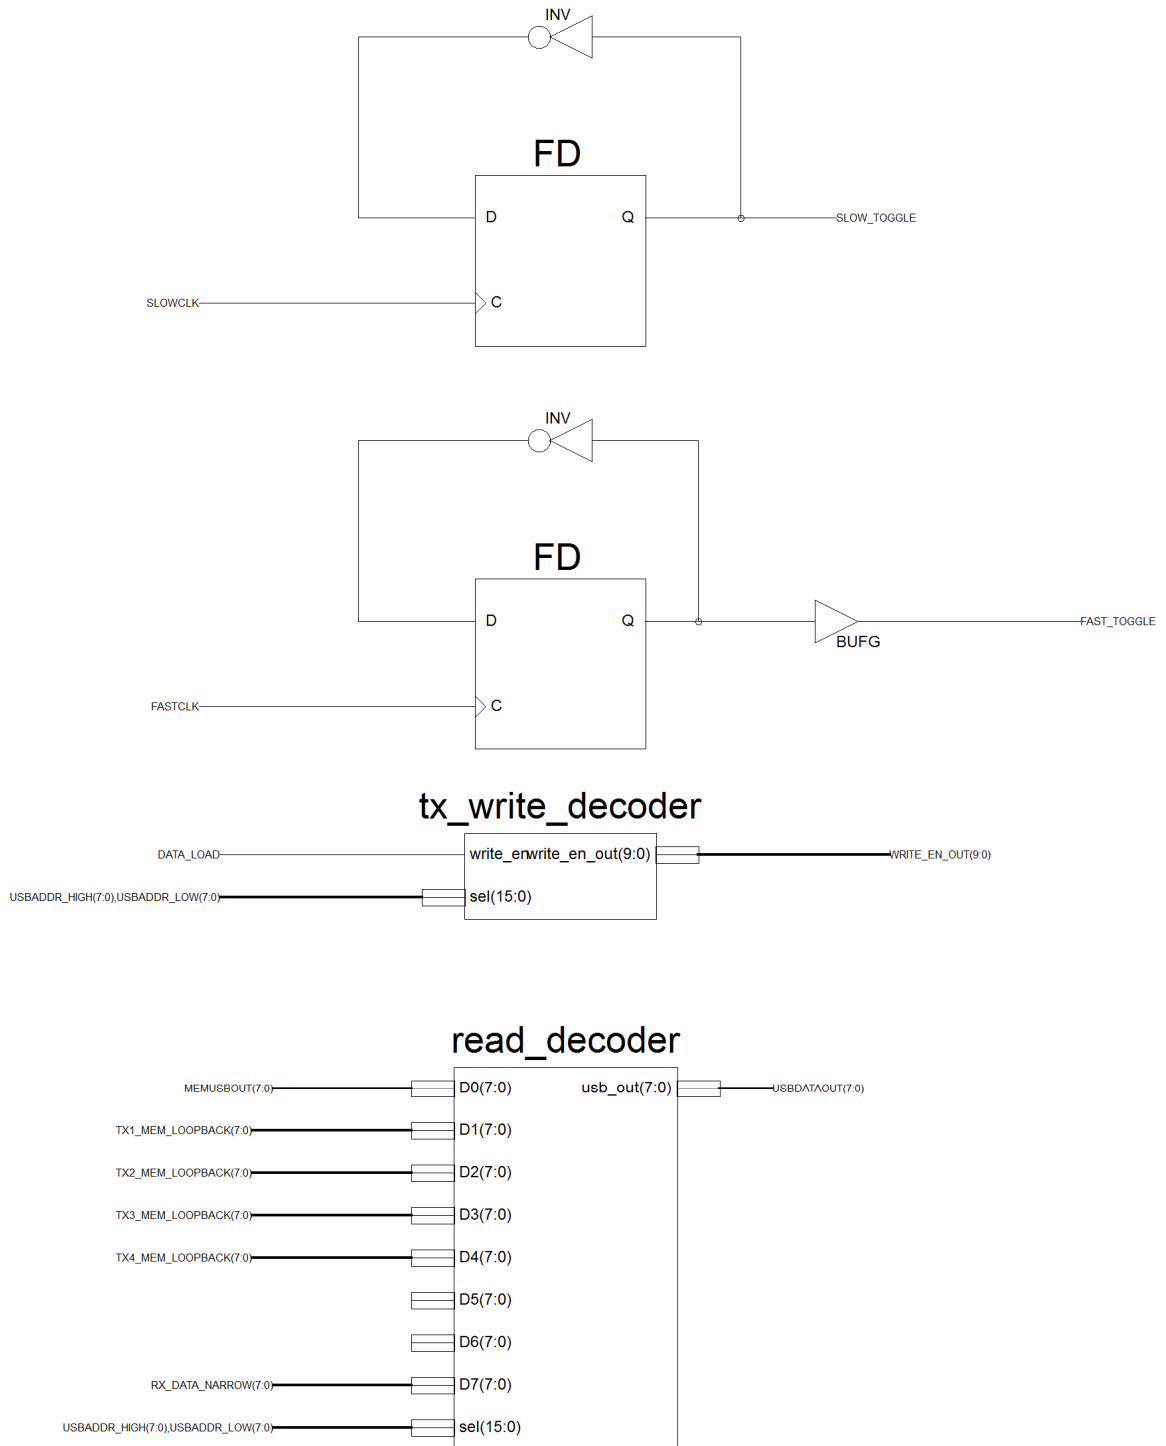 INV
FD
D
Q
SLOW_TOGGLE
SLOWCLK
C
INV
FD
D
Q
FAST_TOGGLE
BUFG
FASTCLK
C
tx_write_decoder
DATA_LOAD
write_en
write_en_out(9:0)
WRITE_EN_OUT(9:0)
USBADDR_HIGH(7:0),USBADDR_LOW(7:0)
sel(15:0)
read_decoder
MEMUSBOUT(7:0)
D0(7:0)
usb_out(7:0)
USBDATAOUT(7:0)
TX1_MEM_LOOPBACK(7:0)
D1(7:0)
TX2_MEM_LOOPBACK(7:0)
D2(7:0)
TX3_MEM_LOOPBACK(7:0)
D3(7:0)
TX4_MEM_LOOPBACK(7:0)
D4(7:0)
D5(7:0)
D6(7:0)
RX_DATA_NARROW(7:0)
D7(7:0)
USBADDR_HIGH(7:0),USBADDR_LOW(7:0)
sel(15:0)